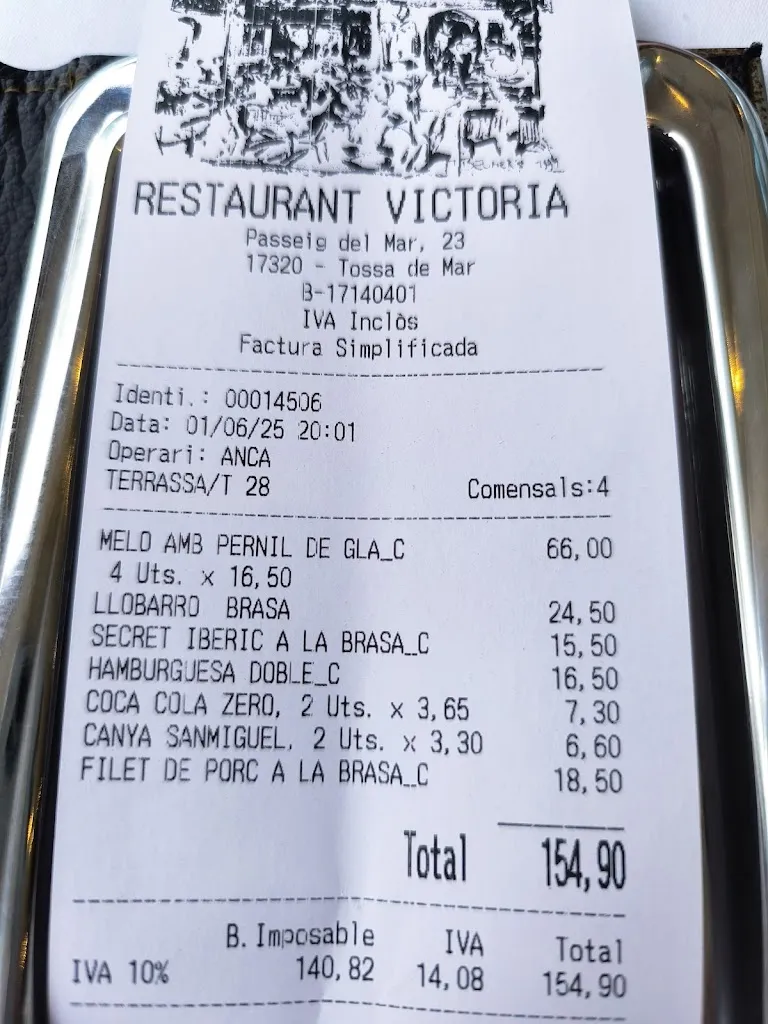 RESTAURANT VICTORIA
Passeig del Mar, 23
17320 - Tossa de Mar
B-17140401
IVA Inclòs
Factura Simplificada
Identi.: 00014506
Data: 01/06/25 20:01
Operari: ANCA
TERRASSA/T 28 Comensals:4
MELO AMB PERNIL DE GLA_C 66,00
4 Uts. x 16,50
LLOBARRO BRASA 24,50
SECRET IBERIC A LA BRASA_C 15,50
HAMBURGUESA DOBLE_C 16,50
COCA COLA ZERO, 2 Uts. x 3,65 7,30
CANYA SANMIGUEL, 2 Uts. x 3,30 6,60
FILET DE PORC A LA BRASA_C 18,50
Total 154,90
B. Imposable IVA Total
IVA 10% 140,82 14,08 154,90